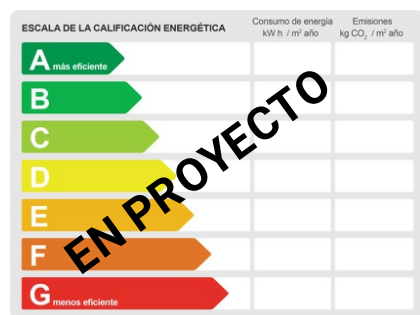 ESCALA DE LA CALIFICACIÓN ENERGÉTICA
Consumo de energía
kW h / m² año
Emisiones
kg CO₂ / m² año
A más eficiente
B
C
D
E
F
G menos eficiente
EN PROYECTO